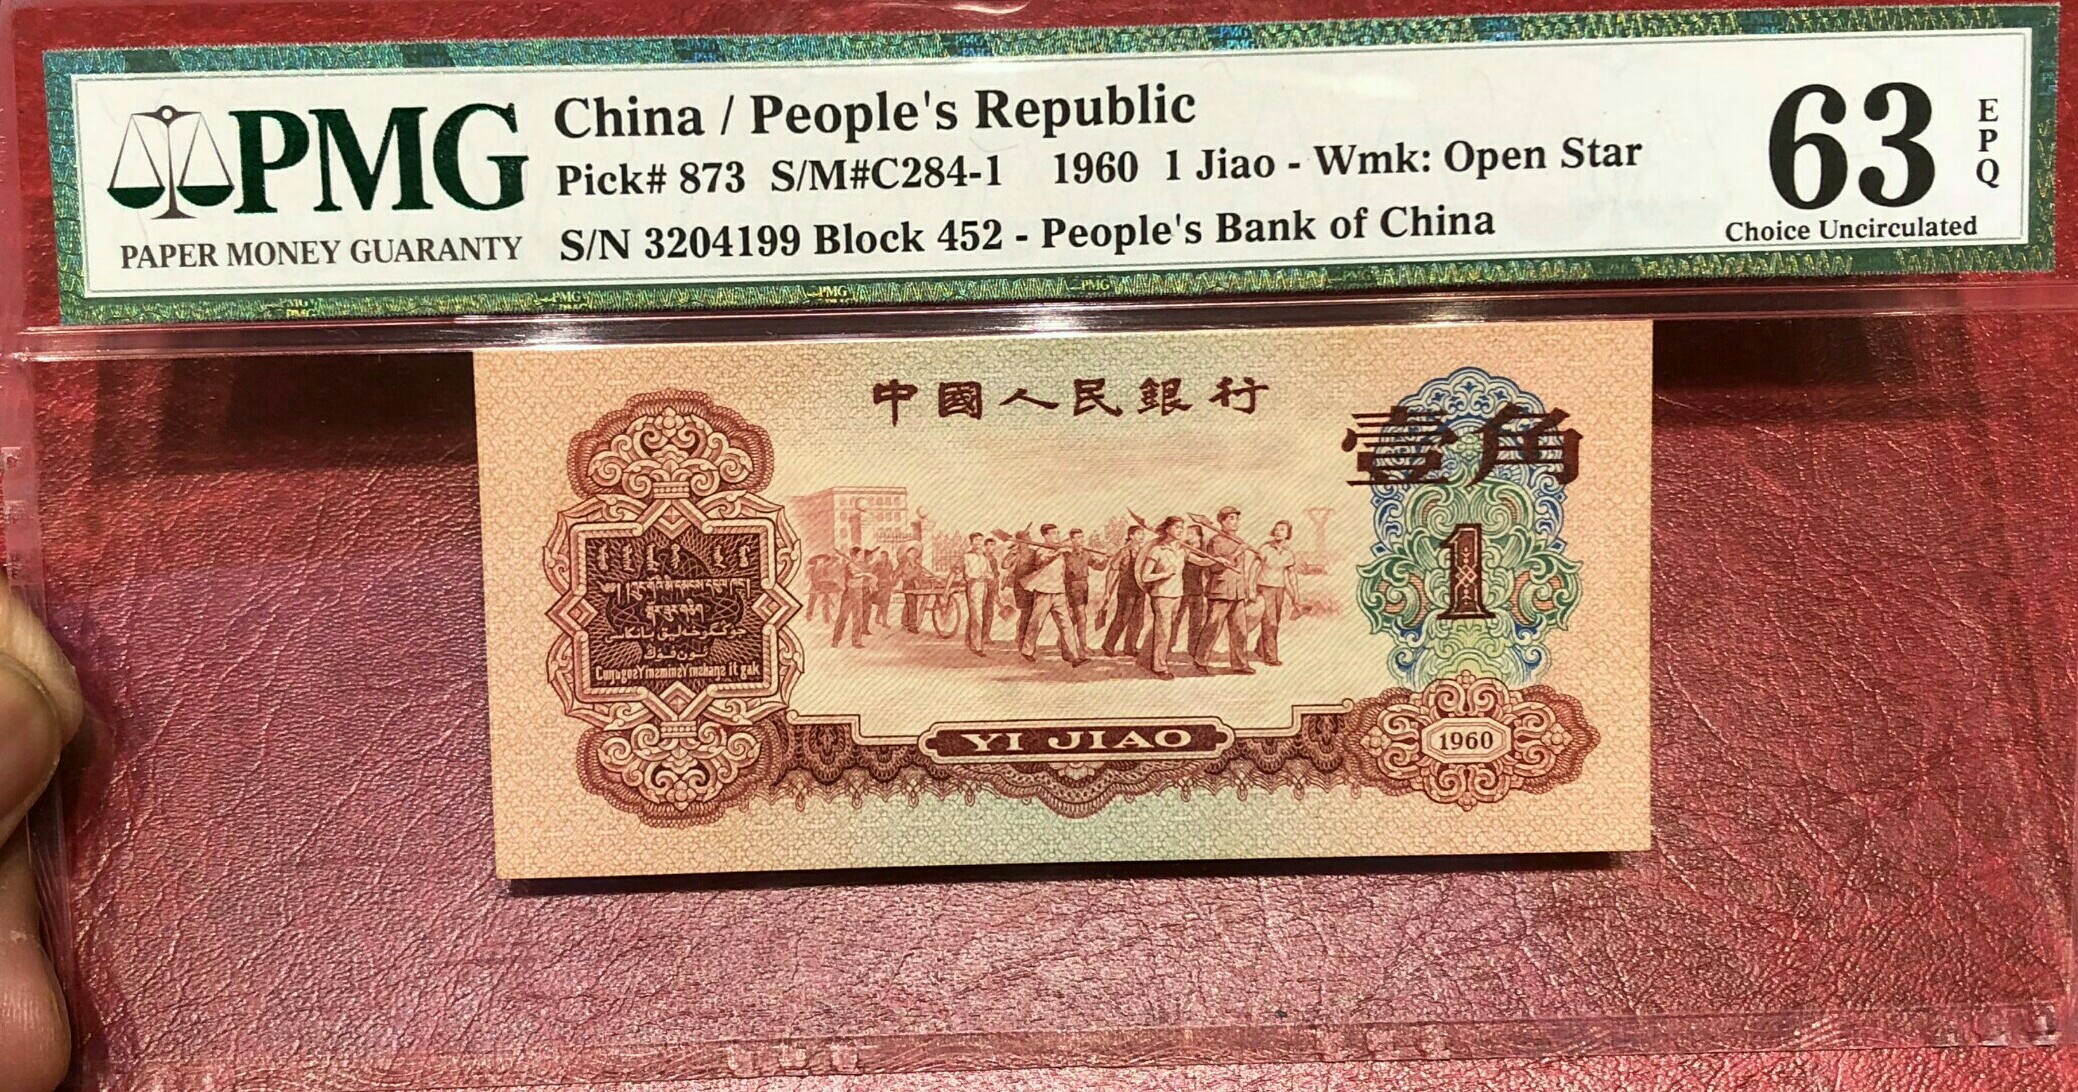 PMG
PAPER MONEY GUARANTY
China / People's Republic
Pick# 873 S/M#C284-1 1960 1 Jiao - Wmk: Open Star
S/N 3204199 Block 452 - People's Bank of China
63
EPQ
Choice Uncirculated
中國人民銀行
壹角
1
YI JIAO
1960